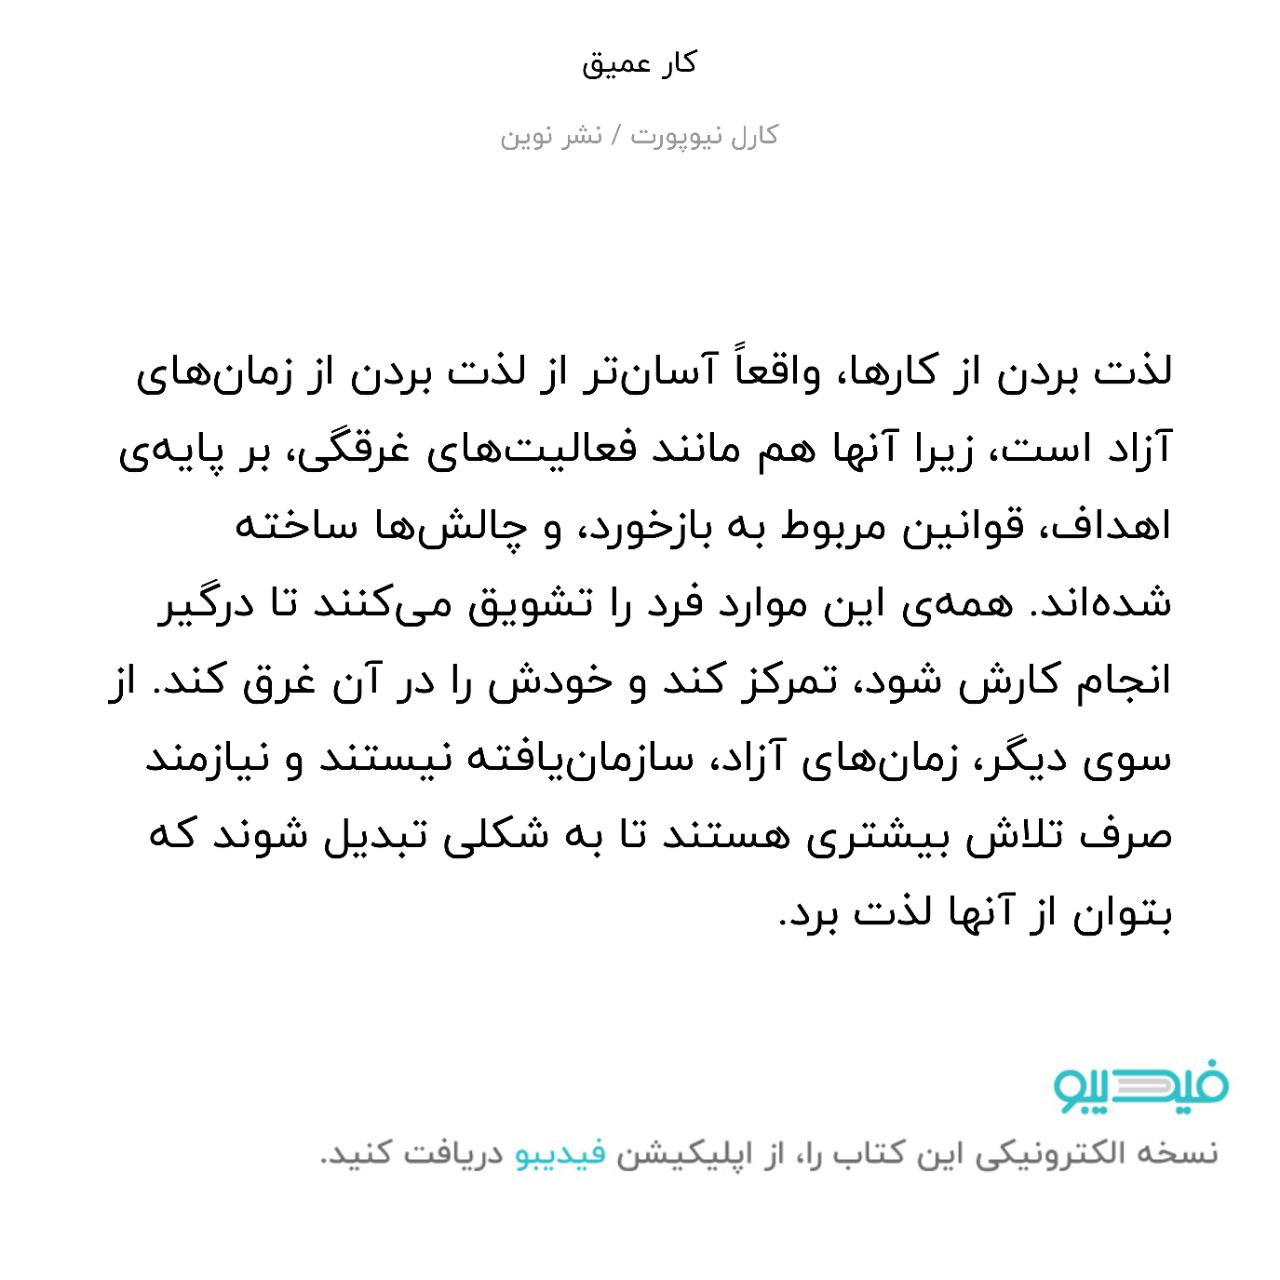 کار عمیق
کارل نیوپورت / نشر نوین
لذت بردن از کارها، واقعاً آسان‌تر از لذت بردن از زمان‌های
آزاد است، زیرا آنها هم مانند فعالیت‌های غرقگی، بر پایه‌ی
اهداف، قوانین مربوط به بازخورد، و چالش‌ها ساخته
شده‌اند. همه‌ی این موارد فرد را تشویق می‌کنند تا درگیر
انجام کارش شود، تمرکز کند و خودش را در آن غرق کند. از
سوی دیگر، زمان‌های آزاد، سازمان‌یافته نیستند و نیازمند
صرف تلاش بیشتری هستند تا به شکلی تبدیل شوند که
بتوان از آنها لذت برد.
فیدیبو
نسخه الکترونیکی این کتاب را، از اپلیکیشن فیدیبو دریافت کنید.